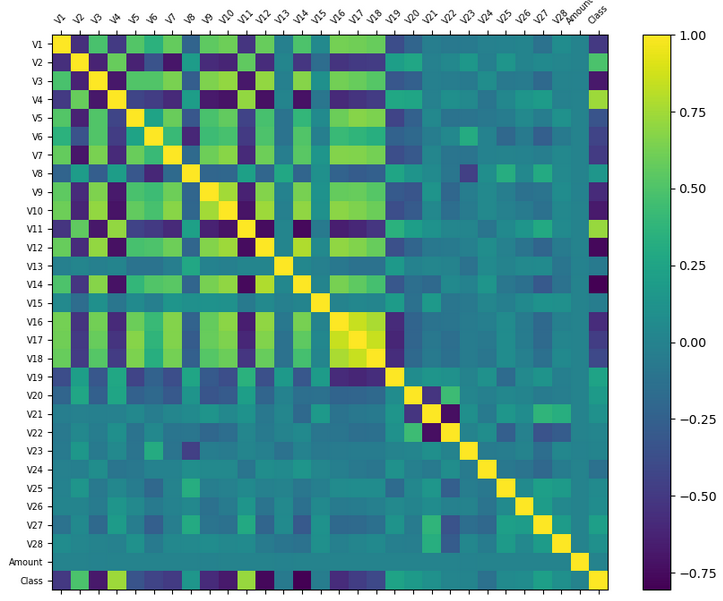 V1 V2 V3 V4 V5 V6 V7 V8 V9 V10 V11 V12 V13 V14 V15 V16 V17 V18 V19 V20 V21 V22 V23 V24 V25 V26 V27 V28 Amount Class
V1
V2
V3
V4
V5
V6
V7
V8
V9
V10
V11
V12
V13
V14
V15
V16
V17
V18
V19
V20
V21
V22
V23
V24
V25
V26
V27
V28
Amount
Class
1.00
0.75
0.50
0.25
0.00
−0.25
−0.50
−0.75